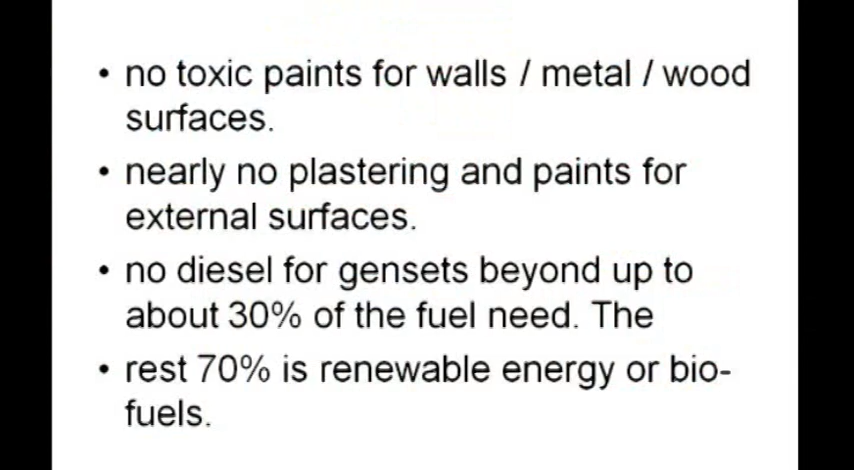 • no toxic paints for walls / metal / wood
surfaces.
• nearly no plastering and paints for
external surfaces.
• no diesel for gensets beyond up to
about 30% of the fuel need. The
• rest 70% is renewable energy or bio-
fuels.